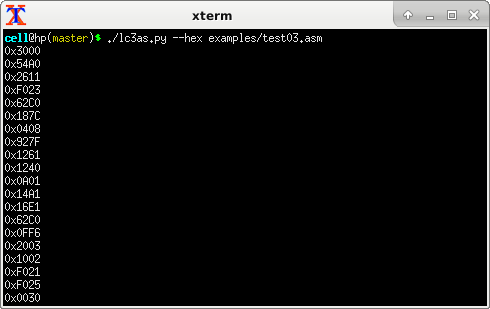 xterm
cell@hp(master)$ ./lc3as.py --hex examples/test03.asm
0x3000
0x54A0
0x2611
0xF023
0x62C0
0x187C
0x0408
0x927F
0x1261
0x1240
0x0A01
0x14A1
0x16E1
0x62C0
0x0FF6
0x2003
0x1002
0xF021
0xF025
0x0030